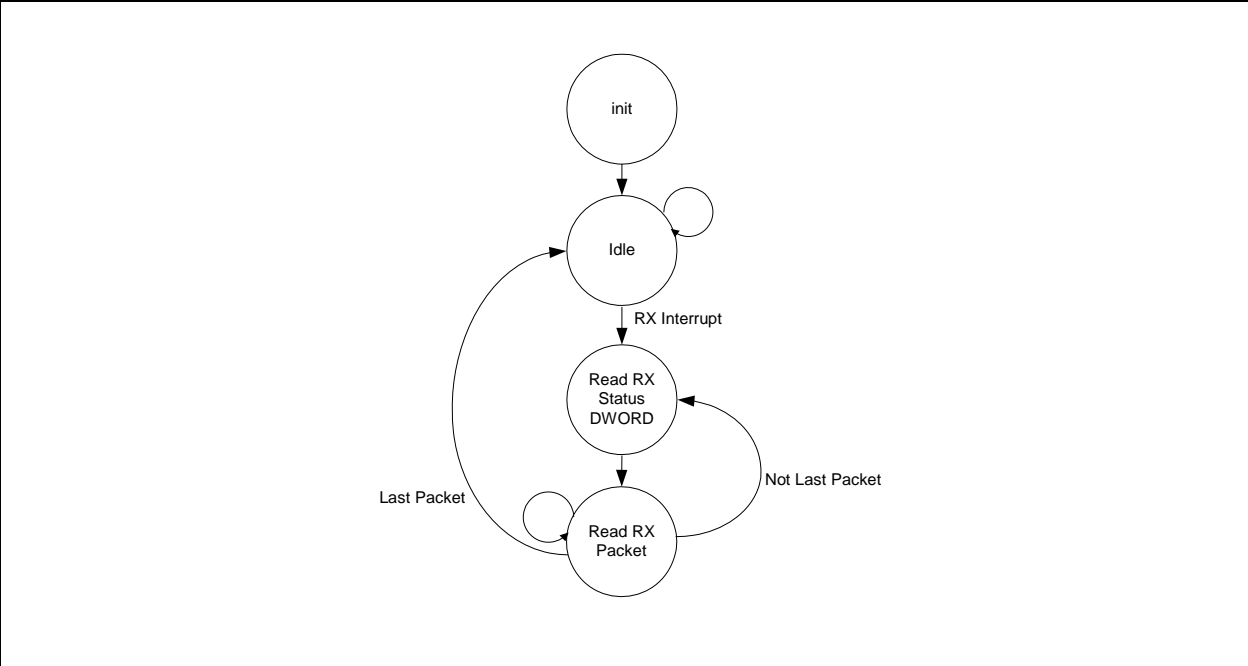 init
Idle
RX Interrupt
Read RX
Status
DWORD
Not Last Packet
Last Packet
Read RX
Packet